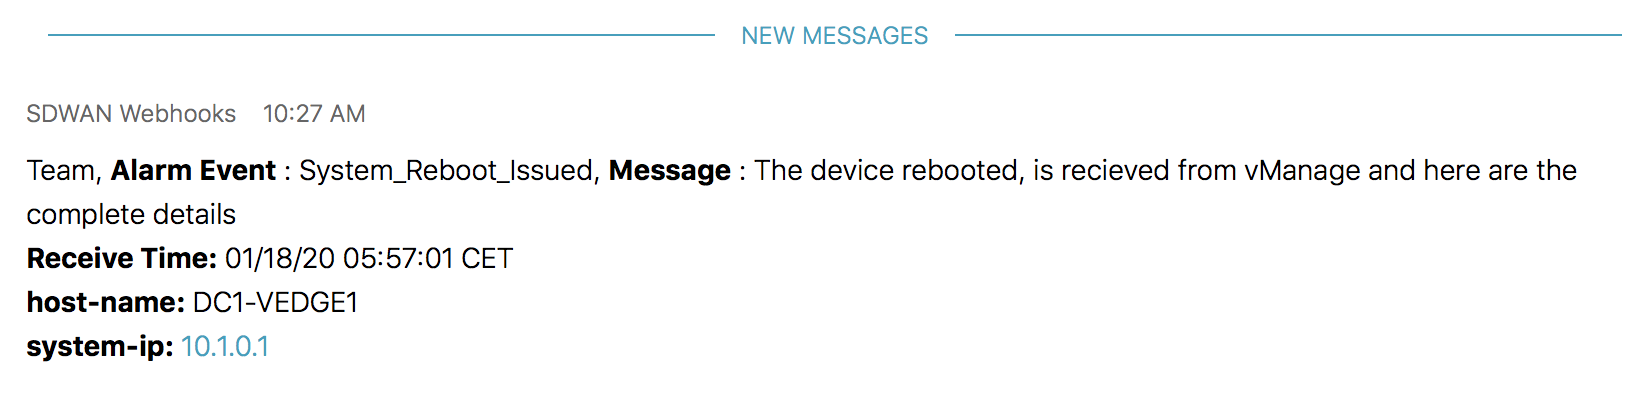 NEW MESSAGES
SDWAN Webhooks 10:27 AM
Team, Alarm Event : System_Reboot_Issued, Message : The device rebooted, is recieved from vManage and here are the
complete details
Receive Time: 01/18/20 05:57:01 CET
host-name: DC1-VEDGE1
system-ip: 10.1.0.1